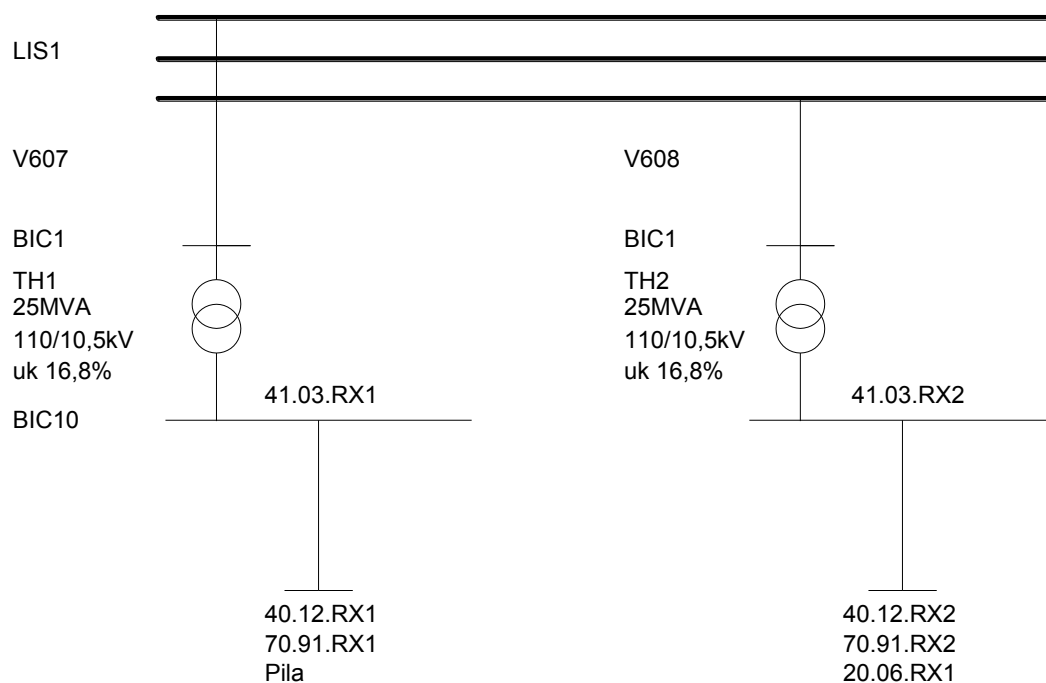 LIS1
V607
V608
BIC1
BIC1
TH1
25MVA
110/10,5kV
uk 16,8%
TH2
25MVA
110/10,5kV
uk 16,8%
41.03.RX1
41.03.RX2
BIC10
40.12.RX1
70.91.RX1
Pila
40.12.RX2
70.91.RX2
20.06.RX1